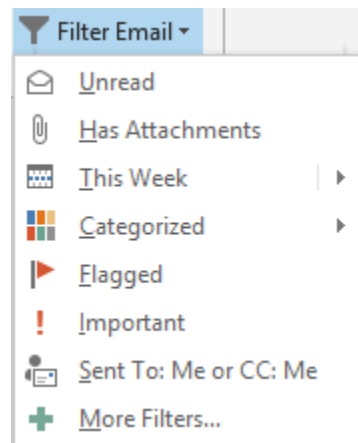 Filter Email
Unread
Has Attachments
This Week
Categorized
Flagged
Important
Sent To: Me or CC: Me
More Filters...